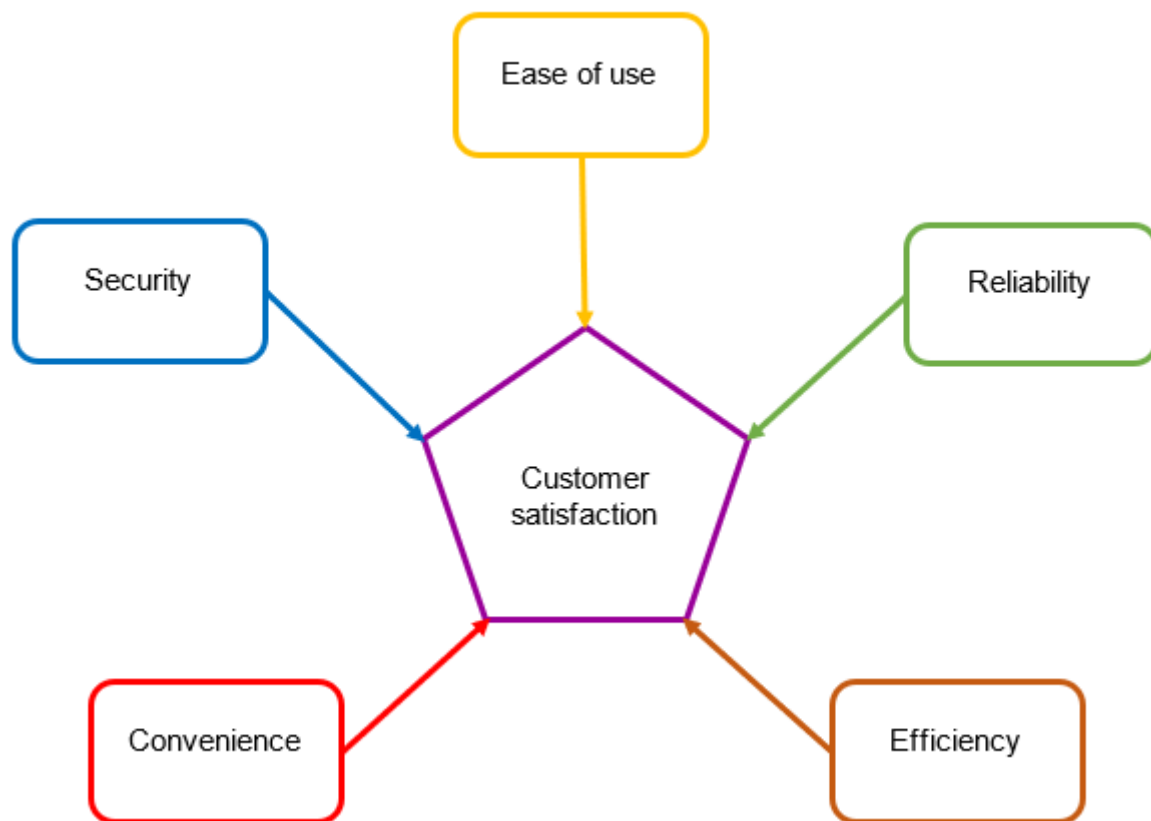 Ease of use
Security
Reliability
Customer
satisfaction
Convenience
Efficiency